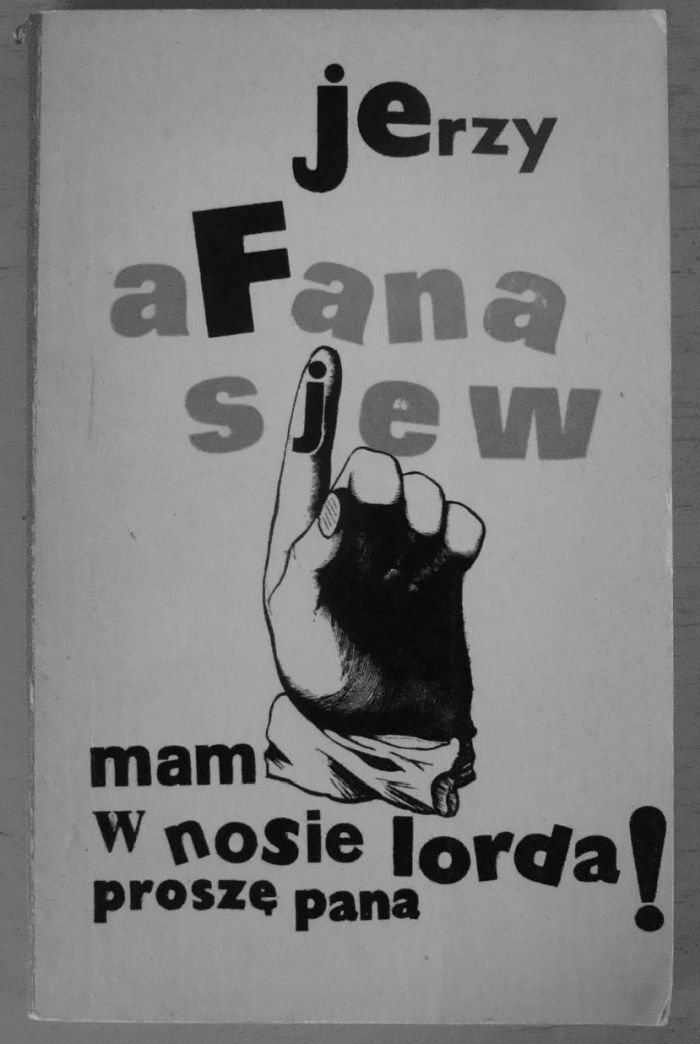 jerzy
aFana
sjew
mam
w nosie lorda!
proszę pana